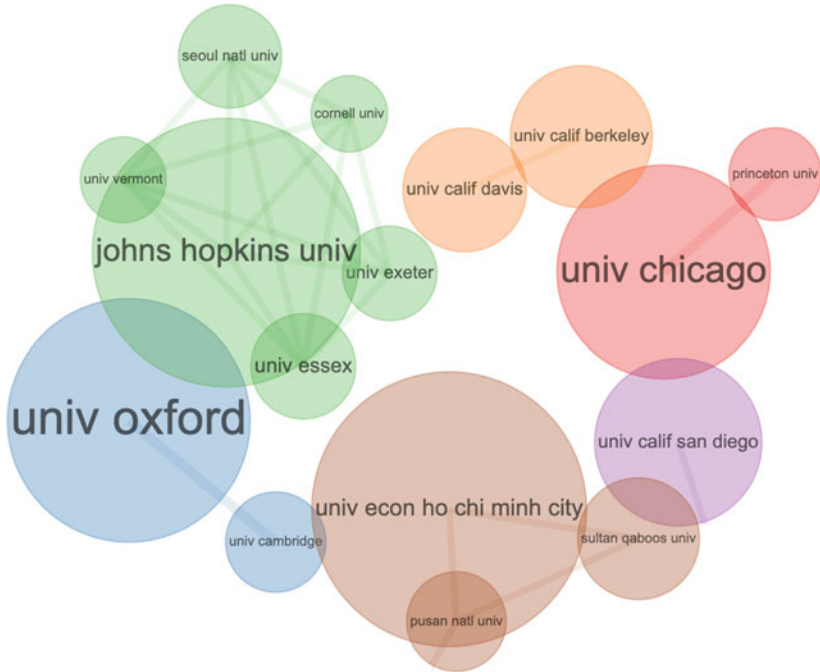 seoul natl univ
cornell univ
univ calif berkeley
princeton univ
univ vermont
univ calif davis
johns hopkins univ
univ exeter
univ chicago
univ essex
univ oxford
univ calif san diego
univ econ ho chi minh city
univ cambridge
sultan qaboos univ
pusan natl univ